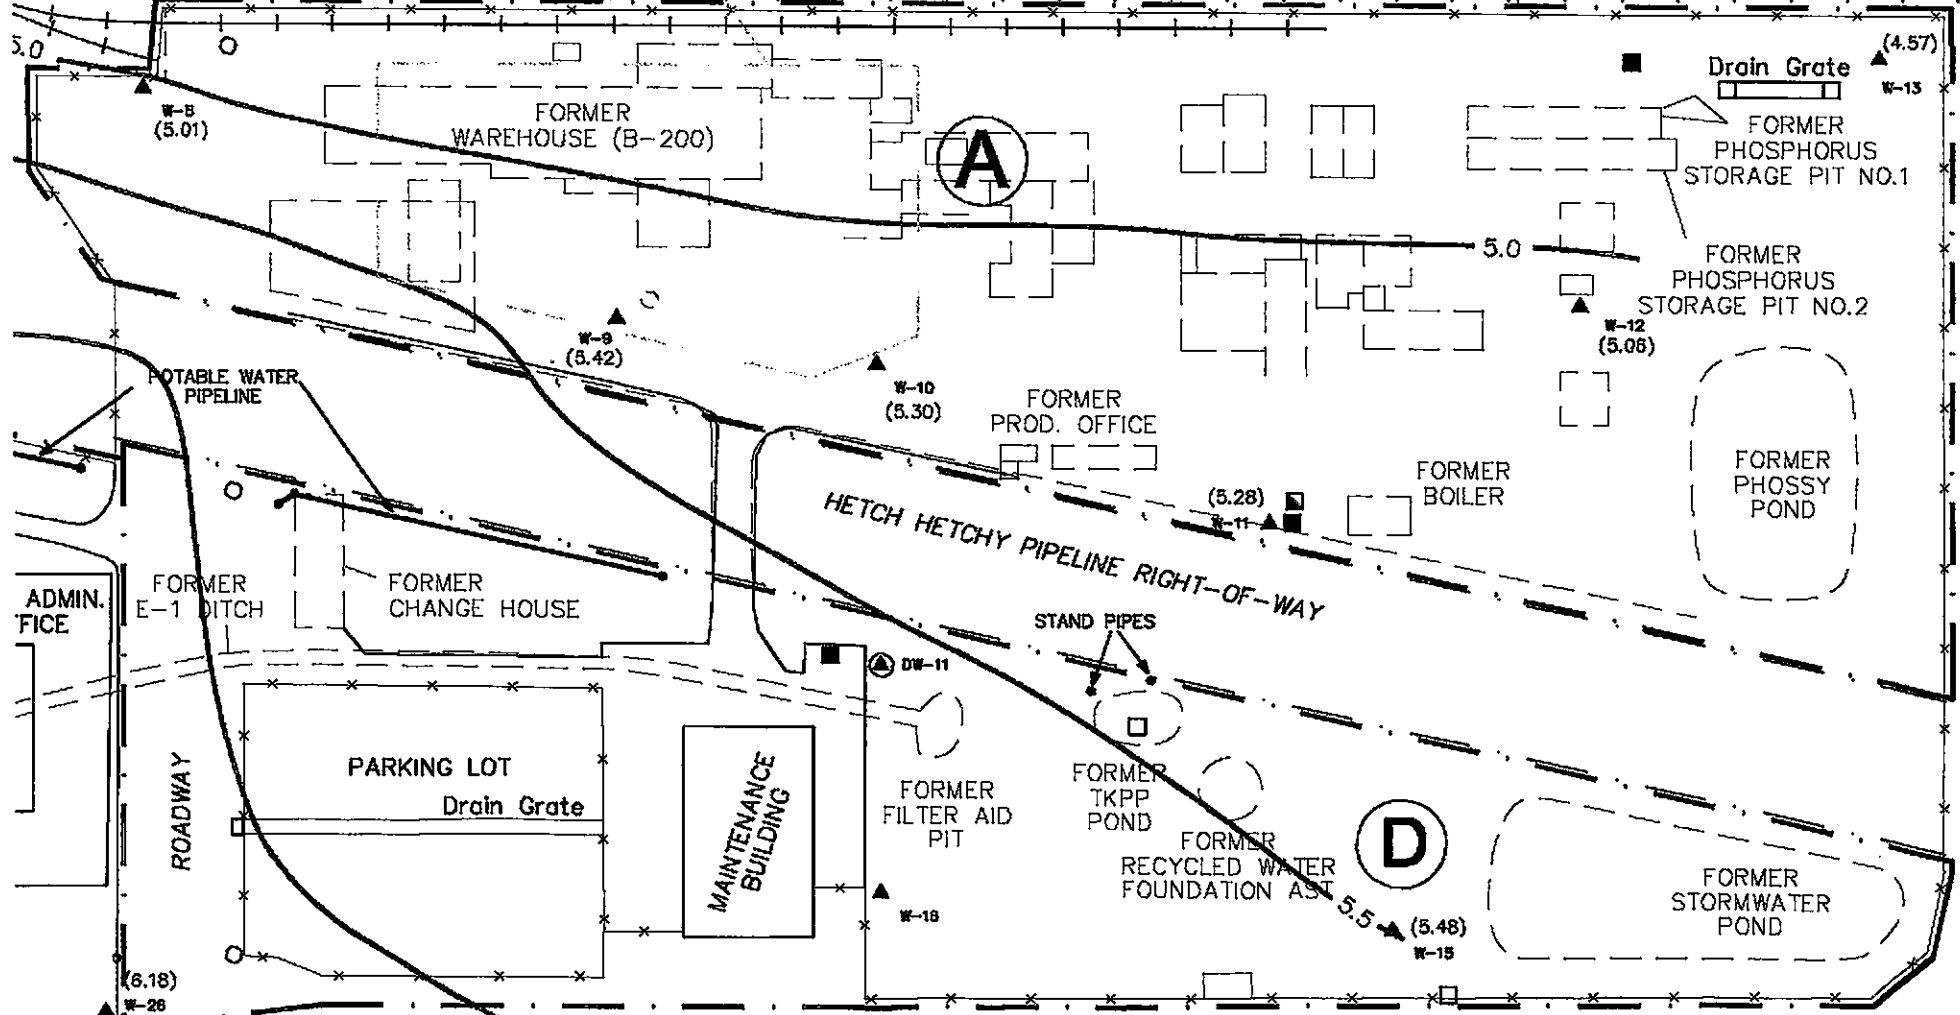 5.0
(4.57)
W-13
Drain Grate
W-8
(5.01)
FORMER
WAREHOUSE (B-200)
A
FORMER
PHOSPHORUS
STORAGE PIT NO.1
5.0
FORMER
PHOSPHORUS
STORAGE PIT NO.2
W-9
(5.42)
W-12
(5.06)
POTABLE WATER
PIPELINE
W-10
(5.30)
FORMER
PROD. OFFICE
FORMER
BOILER
FORMER
PHOSSY
POND
(5.28)
W-11
HETCH HETCHY PIPELINE RIGHT-OF-WAY
ADMIN.
FICE
FORMER
E-1 DITCH
FORMER
CHANGE HOUSE
STAND PIPES
DW-11
PARKING LOT
Drain Grate
ROADWAY
MAINTENANCE
BUILDING
FORMER
FILTER AID
PIT
FORMER
TKPP
POND
FORMER
RECYCLED WATER
FOUNDATION AST
D
FORMER
STORMWATER
POND
W-16
5.5
(5.48)
W-15
(6.18)
W-26